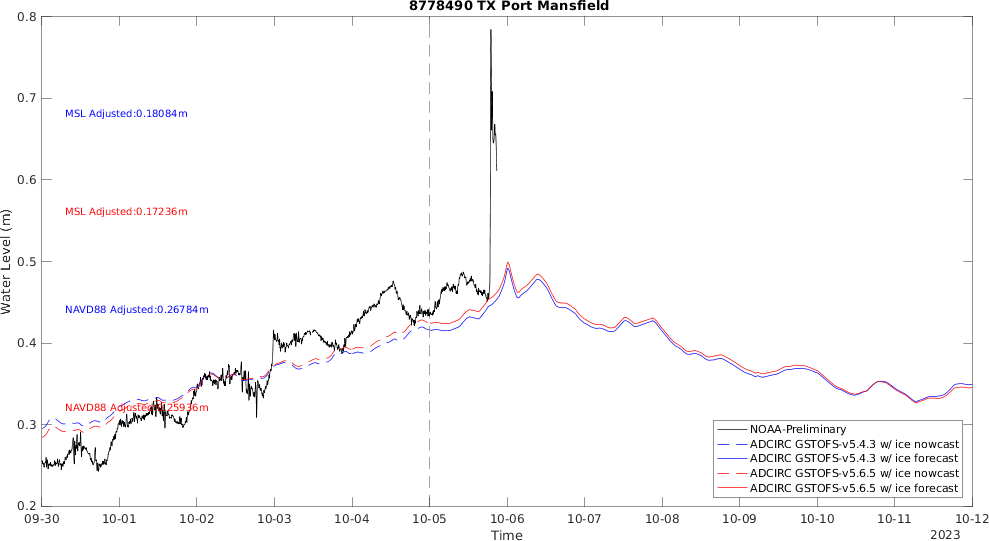 8778490 TX Port Mansfield
0.8
0.7
0.6
0.5
0.4
0.3
0.2
Water Level (m)
MSL Adjusted:0.18084m
MSL Adjusted:0.17236m
NAVD88 Adjusted:0.26784m
NAVD88 Adjusted:0.25936m
NOAA-Preliminary
ADCIRC GSTOFS-v5.4.3 w/ ice nowcast
ADCIRC GSTOFS-v5.4.3 w/ ice forecast
ADCIRC GSTOFS-v5.6.5 w/ ice nowcast
ADCIRC GSTOFS-v5.6.5 w/ ice forecast
09-30 10-01 10-02 10-03 10-04 10-05 10-06 10-07 10-08 10-09 10-10 10-11 10-12
Time
2023